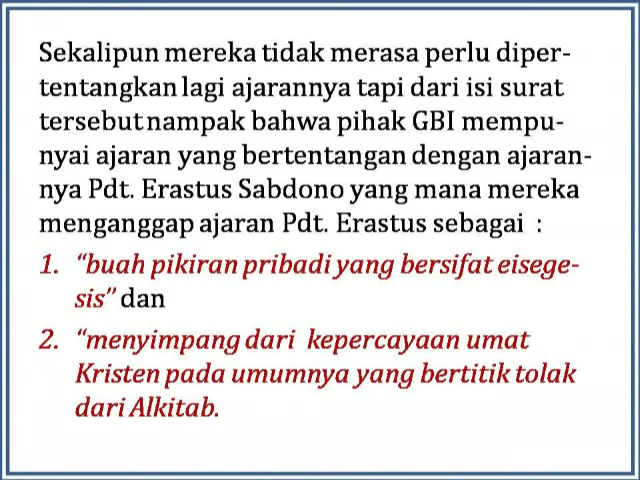 Sekalipun mereka tidak merasa perlu diper-
tentangkan lagi ajarannya tapi dari isi surat
tersebut nampak bahwa pihak GBI mempu-
nyai ajaran yang bertentangan dengan ajaran-
nya Pdt. Erastus Sabdono yang mana mereka
menganggap ajaran Pdt. Erastus sebagai :
1. “buah pikiran pribadi yang bersifat eisege-
sis” dan
2. “menyimpang dari kepercayaan umat
Kristen pada umumnya yang bertitik tolak
dari Alkitab.